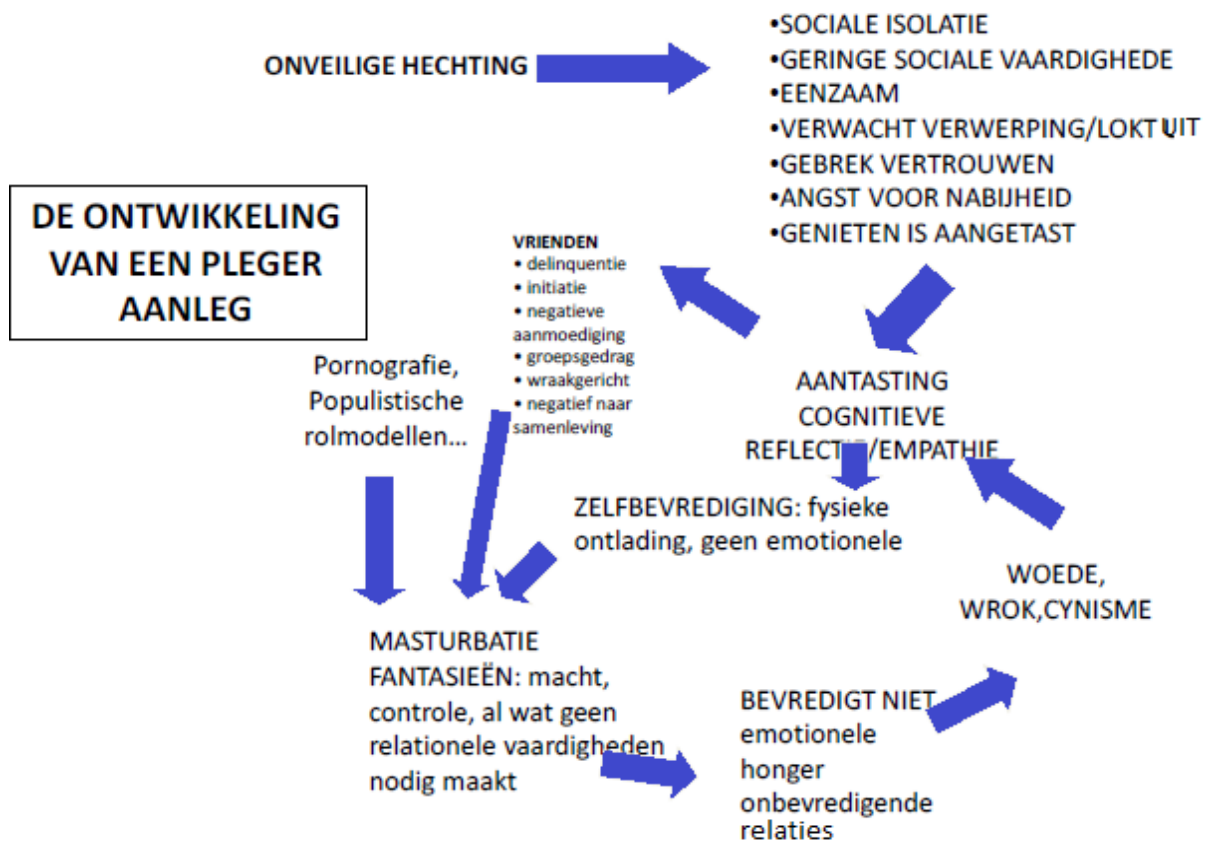 ONVEILIGE HECHTING
•SOCIALE ISOLATIE
•GERINGE SOCIALE VAARDIGHEDE
•EENZAAM
•VERWACHT VERWERPING/LOKT UIT
•GEBREK VERTROUWEN
•ANGST VOOR NABIJHEID
•GENIETEN IS AANGETAST
DE ONTWIKKELING
VAN EEN PLEGER
AANLEG
VRIENDEN
• delinquentie
• initiatie
• negatieve
aanmoediging
• groepsgedrag
• wraakgericht
• negatief naar
samenleving
Pornografie,
Populistische
rolmodellen...
AANTASTING
COGNITIEVE
REFLECTIE/EMPATHIE
ZELFBEVREDIGING: fysieke
ontlading, geen emotionele
WOEDE,
WROK,CYNISME
MASTURBATIE
FANTASIEËN: macht,
controle, al wat geen
relationele vaardigheden
nodig maakt
BEVREDIGT NIET
emotionele
honger
onbevredigende
relaties